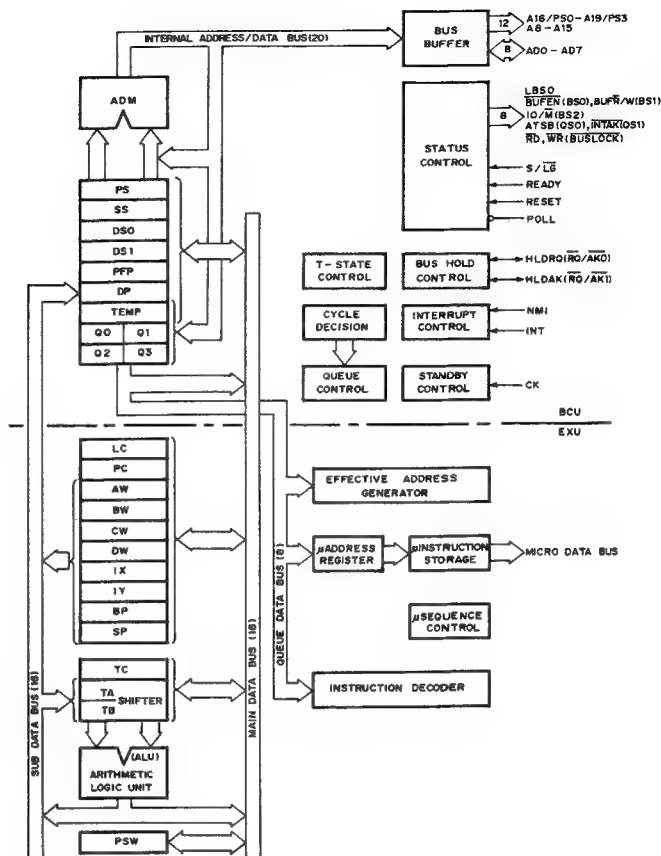 INTERNAL ADDRESS/DATA BUS(20)
BUS
BUFFER
12
A16/PS0-A19/PS3
A8-A15
8
AD0-AD7
ADM
STATUS
CONTROL
8
LBS0
BUFEN(BS0),BUFR/W(BS1)
IO/M(BS2)
ATSB(QS0),INTAK(QS1)
RD,WR(BUSLOCK)
S/LG
READY
RESET
POLL
PS
SS
DS0
DS1
PFP
DP
TEMP
Q0
Q1
Q2
Q3
T-STATE
CONTROL
BUS HOLD
CONTROL
HLDRQ(RQ/AK0)
HLDAK(RQ/AK1)
CYCLE
DECISION
INTERRUPT
CONTROL
NMI
INT
QUEUE
CONTROL
STANDBY
CONTROL
CK
BCU
EXU
LC
PC
AW
BW
CW
DW
IX
IY
BP
SP
EFFECTIVE ADDRESS
GENERATOR
µADDRESS
REGISTER
µINSTRUCTION
STORAGE
MICRO DATA BUS
µSEQUENCE
CONTROL
QUEUE DATA BUS(8)
MAIN DATA BUS(16)
SUB DATA BUS(16)
TC
TA
TB
SHIFTER
INSTRUCTION DECODER
(ALU)
ARITHMETIC
LOGIC UNIT
PSW